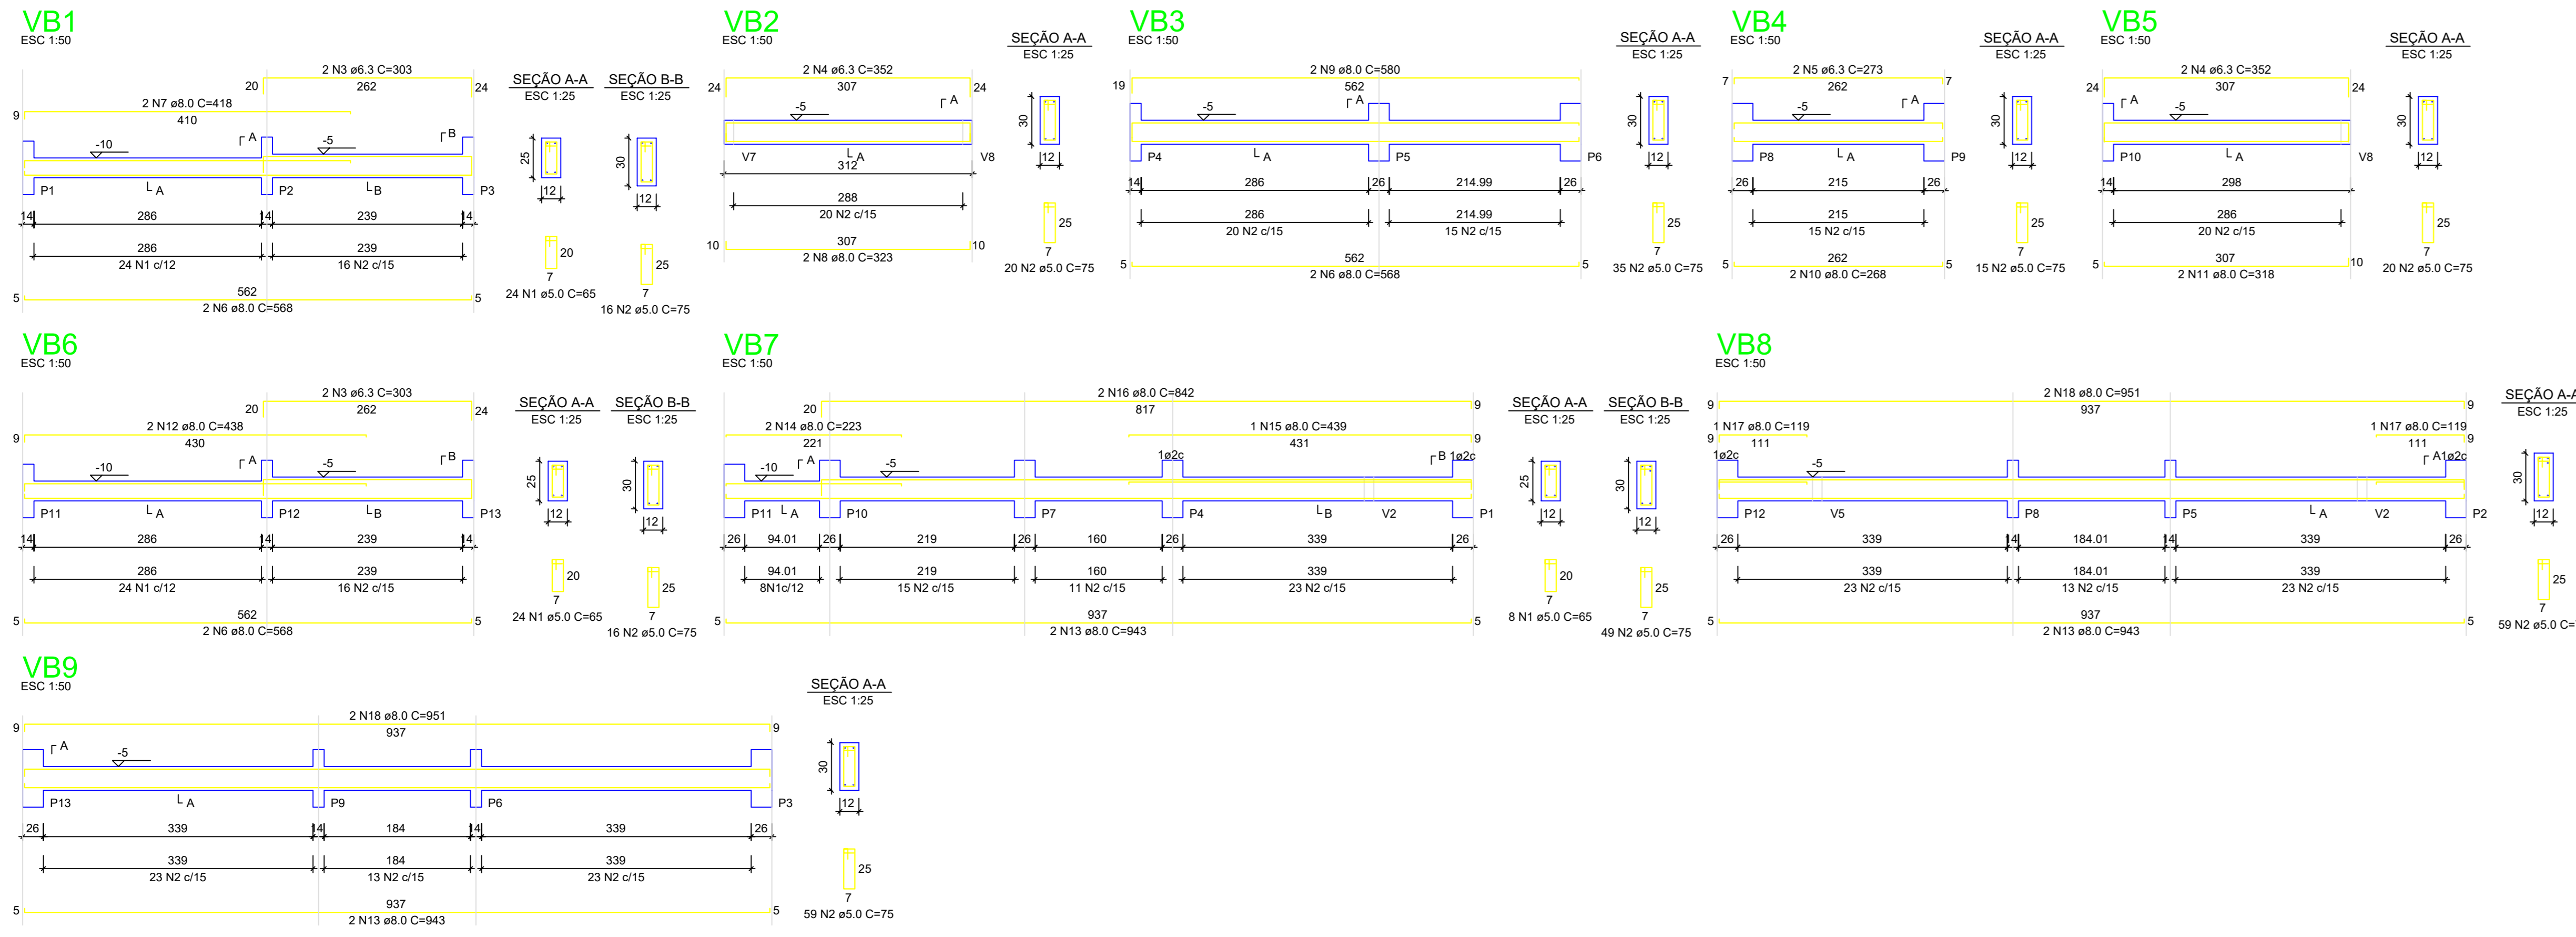 VB1
ESC 1:50
2 N3 ø6.3 C=303
20
262
24
2 N7 ø8.0 C=418
9
410
-10
A
-5
B
P1
A
P2
B
P3
14
286
14
239
14
286
239
24 N1 c/12
16 N2 c/15
562
5
5
2 N6 ø8.0 C=568
SEÇÃO A-A
ESC 1:25
25
12
20
7
24 N1 ø5.0 C=65
SEÇÃO B-B
ESC 1:25
30
12
25
7
16 N2 ø5.0 C=75
VB2
ESC 1:50
2 N4 ø6.3 C=352
24
307
24
-5
A
V7
A
V8
312
288
20 N2 c/15
10
307
10
2 N8 ø8.0 C=323
SEÇÃO A-A
ESC 1:25
30
12
25
7
20 N2 ø5.0 C=75
VB3
ESC 1:50
2 N9 ø8.0 C=580
19
562
-5
A
P4
A
P5
P6
14
286
26
214.99
26
286
214.99
20 N2 c/15
15 N2 c/15
562
5
5
2 N6 ø8.0 C=568
SEÇÃO A-A
ESC 1:25
30
12
25
7
35 N2 ø5.0 C=75
VB4
ESC 1:50
2 N5 ø6.3 C=273
7
262
7
-5
A
P8
A
P9
26
215
26
215
15 N2 c/15
5
262
5
2 N10 ø8.0 C=268
SEÇÃO A-A
ESC 1:25
30
12
25
7
15 N2 ø5.0 C=75
VB5
ESC 1:50
2 N4 ø6.3 C=352
24
307
24
A
-5
P10
A
V8
14
298
286
20 N2 c/15
5
307
10
2 N11 ø8.0 C=318
SEÇÃO A-A
ESC 1:25
30
12
25
7
20 N2 ø5.0 C=75
VB6
ESC 1:50
2 N3 ø6.3 C=303
20
262
24
2 N12 ø8.0 C=438
9
430
-10
A
-5
B
P11
A
P12
B
P13
14
286
14
239
14
286
239
24 N1 c/12
16 N2 c/15
562
5
5
2 N6 ø8.0 C=568
SEÇÃO A-A
ESC 1:25
25
12
20
7
24 N1 ø5.0 C=65
SEÇÃO B-B
ESC 1:25
30
12
25
7
16 N2 ø5.0 C=75
VB7
ESC 1:50
2 N16 ø8.0 C=842
20
817
9
2 N14 ø8.0 C=223
221
1 N15 ø8.0 C=439
431
9
-10
A
-5
1ø2c
B
1ø2c
P11
A
P10
P7
P4
B
V2
P1
26
94.01
26
219
26
160
26
339
26
94.01
219
160
339
8N1c/12
15 N2 c/15
11 N2 c/15
23 N2 c/15
937
5
5
2 N13 ø8.0 C=943
SEÇÃO A-A
ESC 1:25
25
12
20
7
8 N1 ø5.0 C=65
SEÇÃO B-B
ESC 1:25
30
12
25
7
49 N2 ø5.0 C=75
VB8
ESC 1:50
2 N18 ø8.0 C=951
9
937
9
1 N17 ø8.0 C=119
9
111
1 N17 ø8.0 C=119
111
9
1ø2c
-5
A
1ø2c
P12
V5
P8
P5
A
V2
P2
26
339
14
184.01
14
339
26
339
184.01
339
23 N2 c/15
13 N2 c/15
23 N2 c/15
937
5
5
2 N13 ø8.0 C=943
SEÇÃO A-A
ESC 1:25
30
12
25
7
59 N2 ø5.0 C=
VB9
ESC 1:50
2 N18 ø8.0 C=951
9
937
9
A
-5
P13
A
P9
P6
P3
26
339
14
184
14
339
26
339
184
339
23 N2 c/15
13 N2 c/15
23 N2 c/15
937
5
5
2 N13 ø8.0 C=943
SEÇÃO A-A
ESC 1:25
30
12
25
7
59 N2 ø5.0 C=75